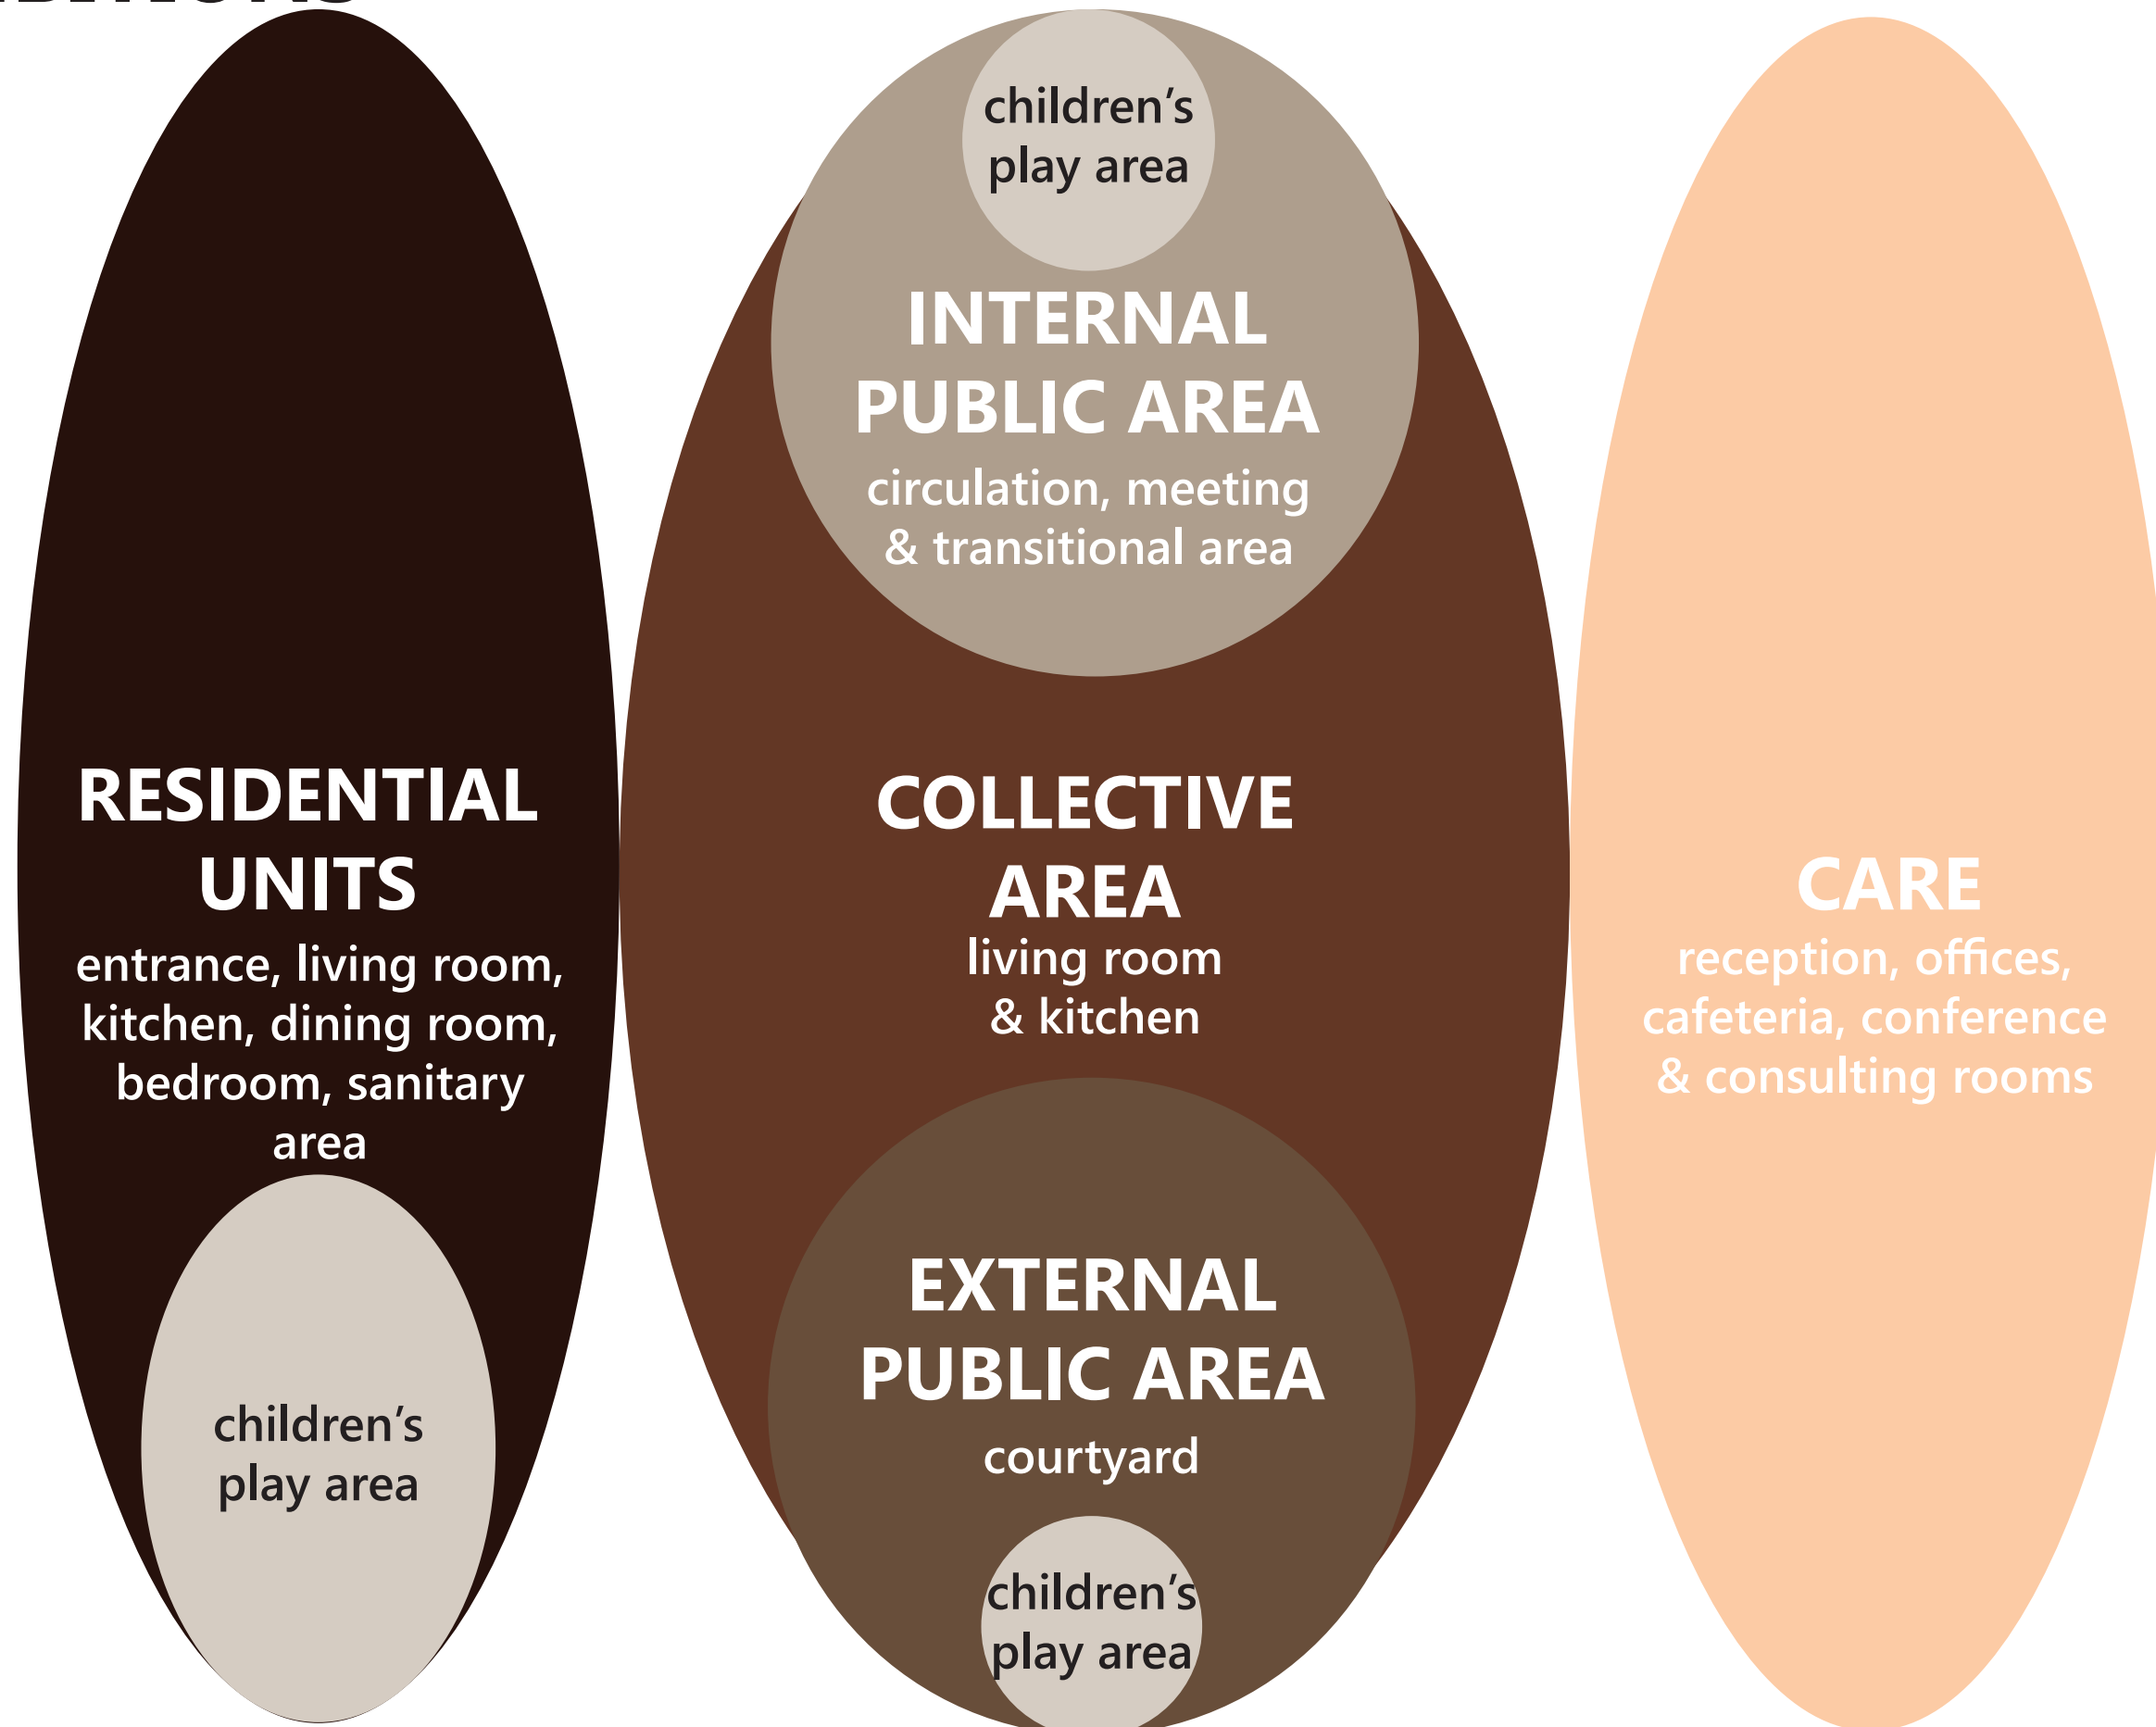 RESIDENTIAL
UNITS
entrance, living room,
kitchen, dining room,
bedroom, sanitary
area
children’s
play area
children’s
play area
INTERNAL
PUBLIC AREA
circulation, meeting
& transitional area
COLLECTIVE
AREA
living room
& kitchen
EXTERNAL
PUBLIC AREA
courtyard
children’s
play area
CARE
reception, offices,
cafeteria, conference
& consulting rooms